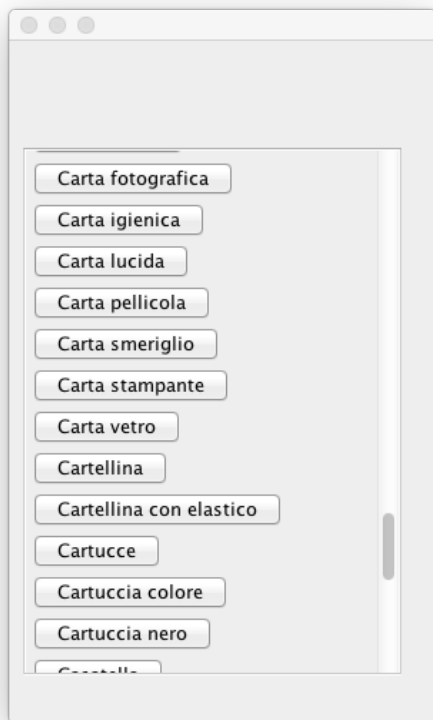 Carta fotografica
Carta igienica
Carta lucida
Carta pellicola
Carta smeriglio
Carta stampante
Carta vetro
Cartellina
Cartellina con elastico
Cartucce
Cartuccia colore
Cartuccia nero